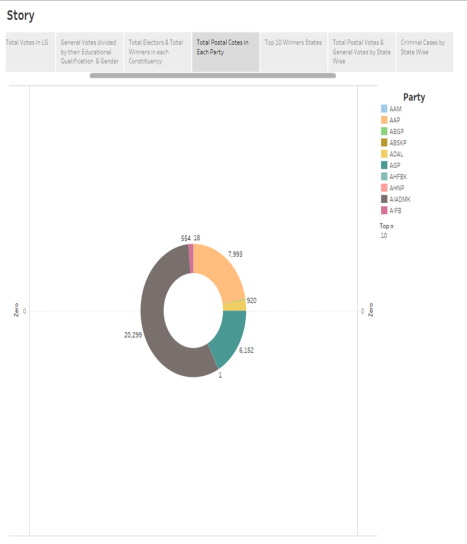 Story
Total Votes in LS
General Votes divided
by their Educational
Qualification & Gender
Total Electors & Total
Winners in each
Constituency
Total Postal Cotes in
Each Party
Top 10 Winners States
Total Postal Votes &
General Votes by State
Wise
Criminal Cases by
State Wise
Party
AAM
AAP
ABGP
ABSKP
ADAL
AGP
AHFBK
AHNP
AIADMK
AIFB
Top n
10
554 18
7,993
920
Zero 0
0 Zero
20,299
6,152
1